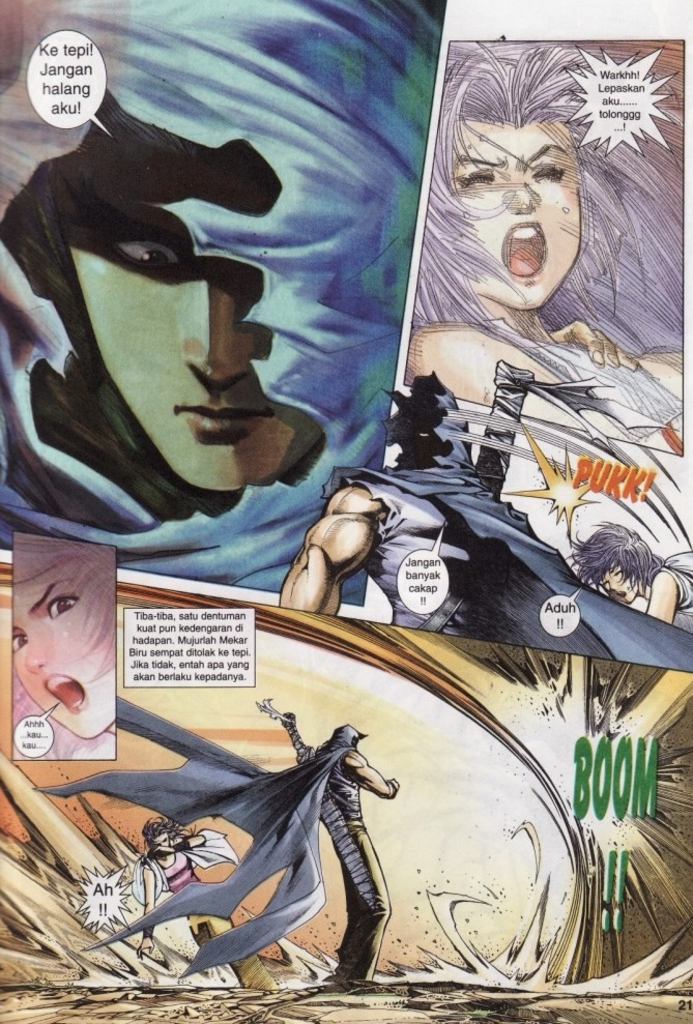 Ke tepi!
Jangan
halang
aku!
Warkhh!
Lepaskan
aku......
tolonggg
...!
PUKK!
Jangan
banyak
cakap
!!
Aduh
!!
Ahhh
...kau...
kau....
Tiba-tiba, satu dentuman
kuat pun kedengaran di
hadapan. Mujurlah Mekar
Biru sempat ditolak ke tepi.
Jika tidak, entah apa yang
akan berlaku kepadanya.
BOOM
!!
Ah
!!
21